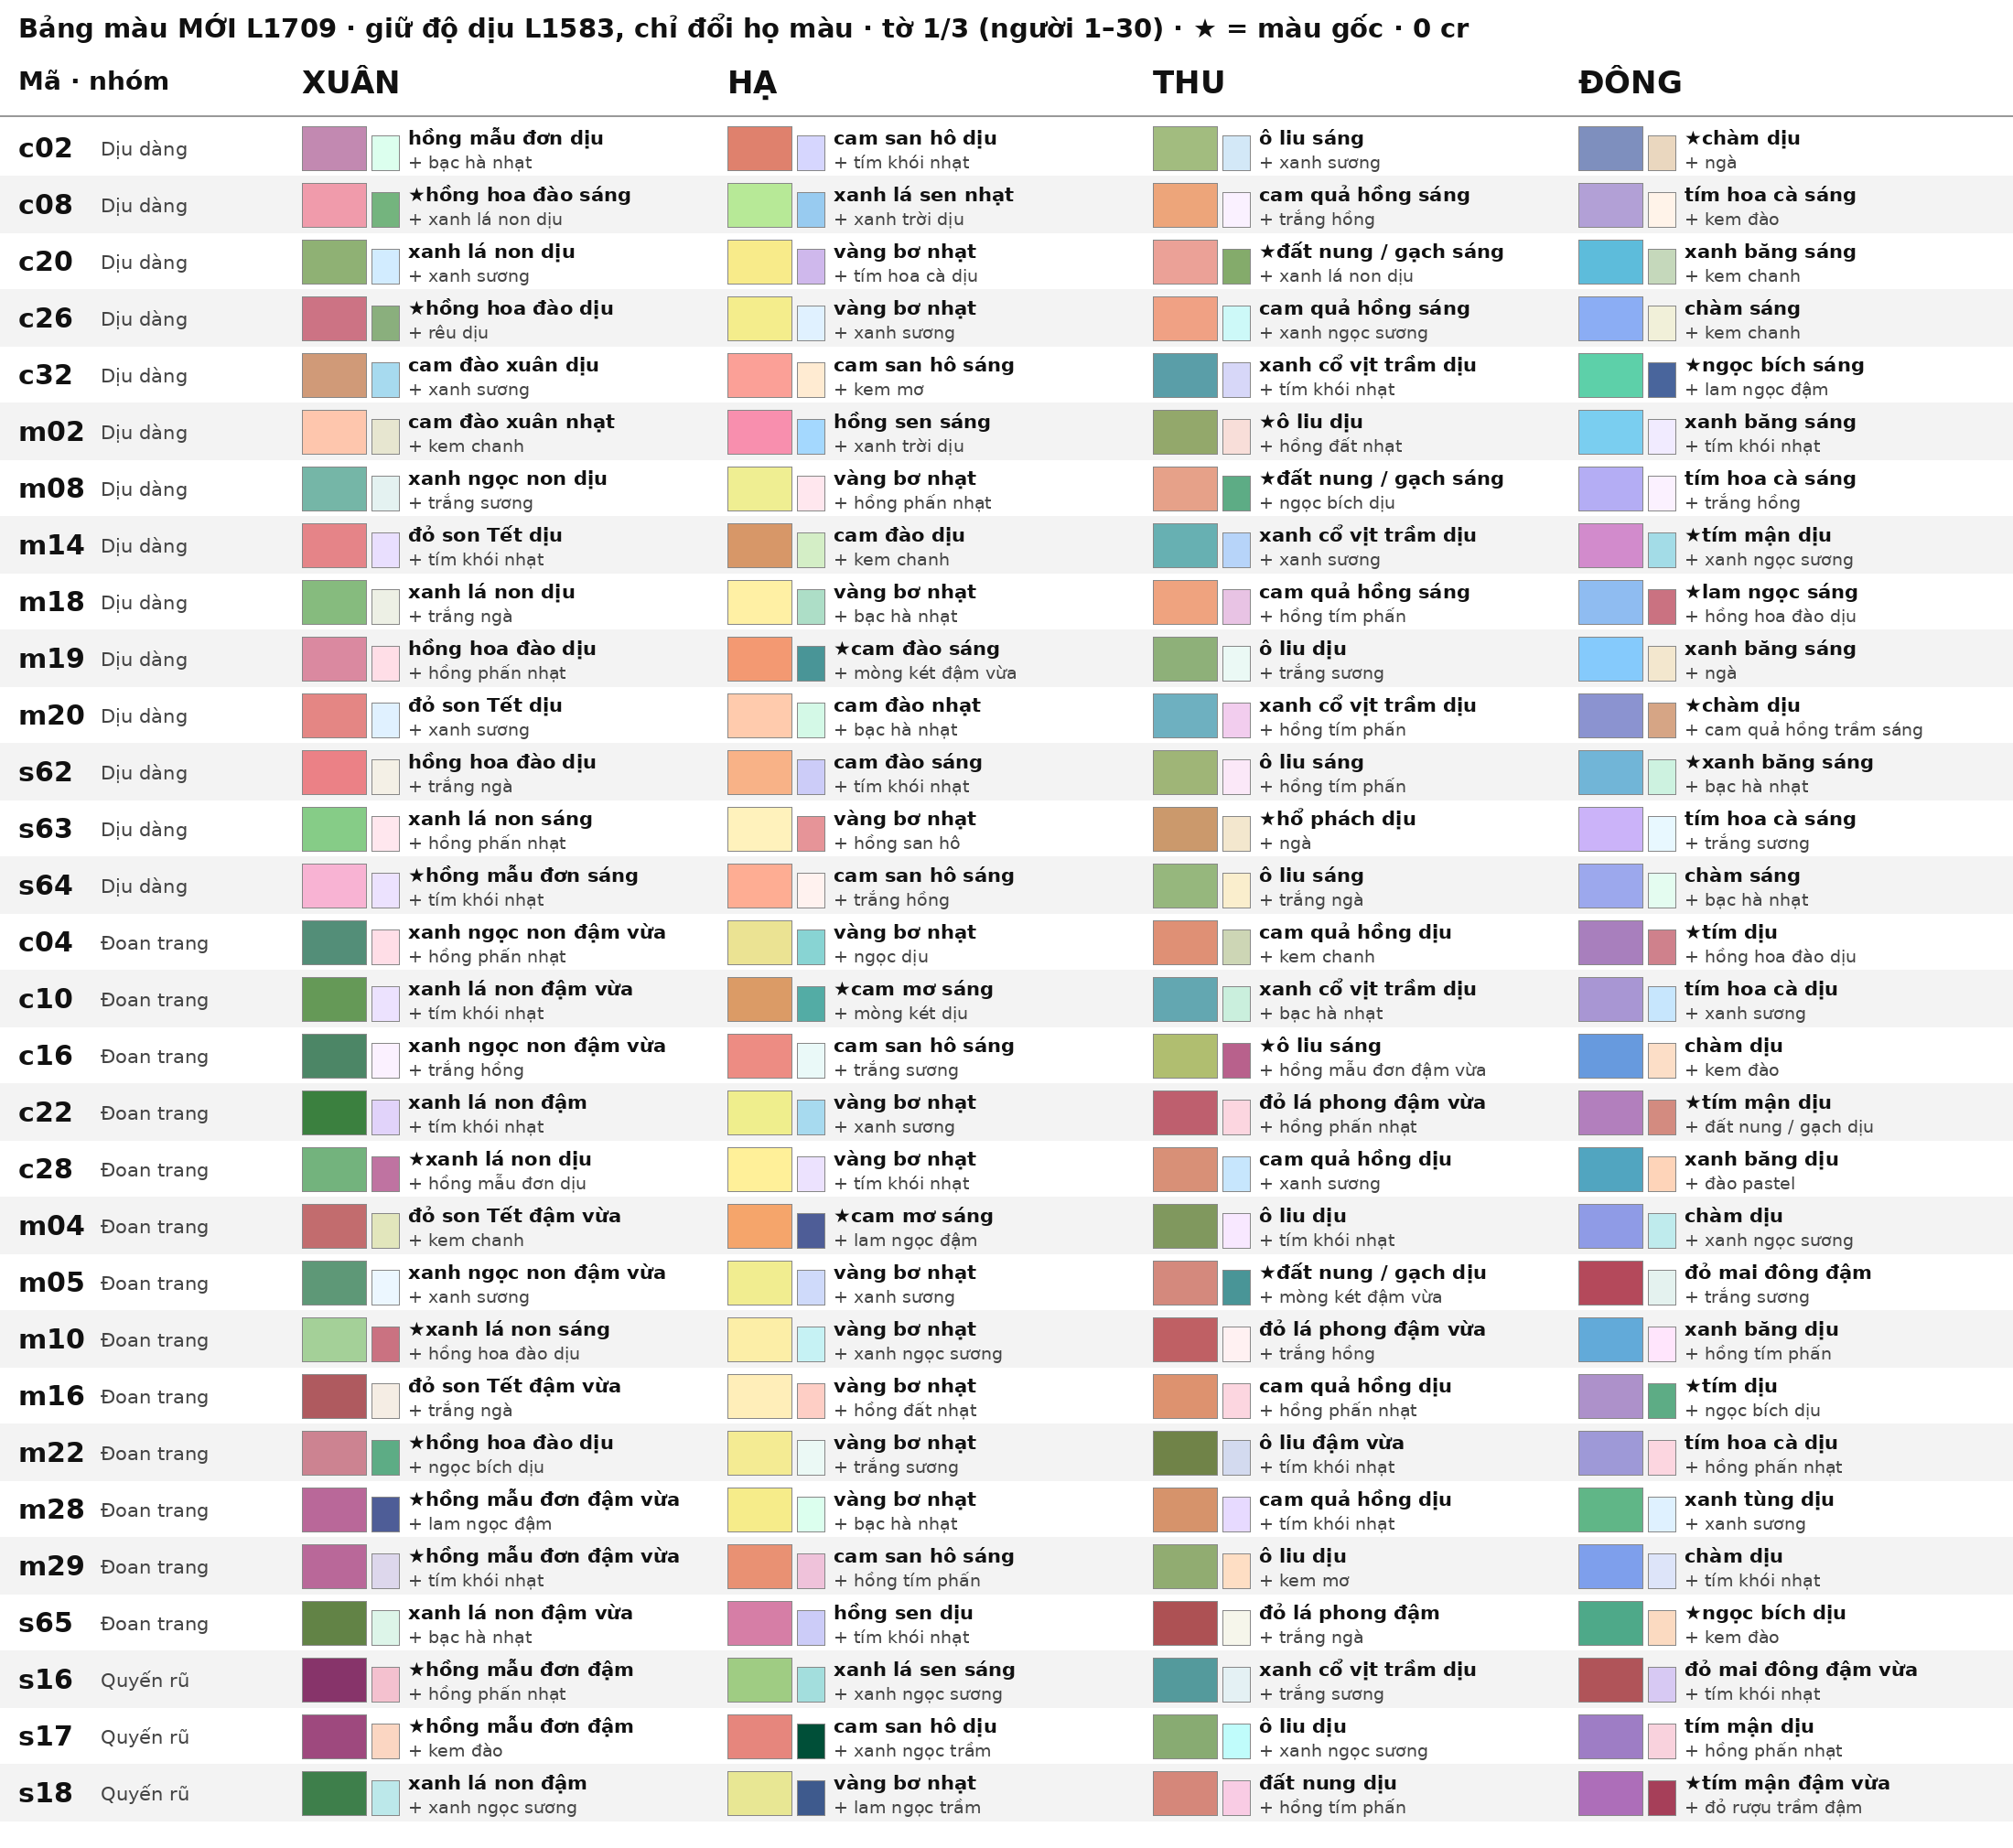 Bảng màu MỚI L1709 · giữ độ dịu L1583, chỉ đổi họ màu · tờ 1/3 (người 1–30) · ★ = màu gốc · 0 cr
Mã · nhóm XUÂN HẠ THU ĐÔNG
c02 Dịu dàng hồng mẫu đơn dịu cam san hô dịu ô liu sáng ★chàm dịu
+ bạc hà nhạt + tím khói nhạt + xanh sương + ngà
c08 Dịu dàng ★hồng hoa đào sáng xanh lá sen nhạt cam quả hồng sáng tím hoa cà sáng
+ xanh lá non dịu + xanh trời dịu + trắng hồng + kem đào
c20 Dịu dàng xanh lá non dịu vàng bơ nhạt ★đất nung / gạch sáng xanh băng sáng
+ xanh sương + tím hoa cà dịu + xanh lá non dịu + kem chanh
c26 Dịu dàng ★hồng hoa đào dịu vàng bơ nhạt cam quả hồng sáng chàm sáng
+ rêu dịu + xanh sương + xanh ngọc sương + kem chanh
c32 Dịu dàng cam đào xuân dịu cam san hô sáng xanh cổ vịt trầm dịu ★ngọc bích sáng
+ xanh sương + kem mơ + tím khói nhạt + lam ngọc đậm
m02 Dịu dàng cam đào xuân nhạt hồng sen sáng ★ô liu dịu xanh băng sáng
+ kem chanh + xanh trời dịu + hồng đất nhạt + tím khói nhạt
m08 Dịu dàng xanh ngọc non dịu vàng bơ nhạt ★đất nung / gạch sáng tím hoa cà sáng
+ trắng sương + hồng phấn nhạt + ngọc bích dịu + trắng hồng
m14 Dịu dàng đỏ son Tết dịu cam đào dịu xanh cổ vịt trầm dịu ★tím mận dịu
+ tím khói nhạt + kem chanh + xanh sương + xanh ngọc sương
m18 Dịu dàng xanh lá non dịu vàng bơ nhạt cam quả hồng sáng ★lam ngọc sáng
+ trắng ngà + bạc hà nhạt + hồng tím phấn + hồng hoa đào dịu
m19 Dịu dàng hồng hoa đào dịu ★cam đào sáng ô liu dịu xanh băng sáng
+ hồng phấn nhạt + mòng két đậm vừa + trắng sương + ngà
m20 Dịu dàng đỏ son Tết dịu cam đào nhạt xanh cổ vịt trầm dịu ★chàm dịu
+ xanh sương + bạc hà nhạt + hồng tím phấn + cam quả hồng trầm sáng
s62 Dịu dàng hồng hoa đào dịu cam đào sáng ô liu sáng ★xanh băng sáng
+ trắng ngà + tím khói nhạt + hồng tím phấn + bạc hà nhạt
s63 Dịu dàng xanh lá non sáng vàng bơ nhạt ★hổ phách dịu tím hoa cà sáng
+ hồng phấn nhạt + hồng san hô + ngà + trắng sương
s64 Dịu dàng ★hồng mẫu đơn sáng cam san hô sáng ô liu sáng chàm sáng
+ tím khói nhạt + trắng hồng + trắng ngà + bạc hà nhạt
c04 Đoan trang xanh ngọc non đậm vừa vàng bơ nhạt cam quả hồng dịu ★tím dịu
+ hồng phấn nhạt + ngọc dịu + kem chanh + hồng hoa đào dịu
c10 Đoan trang xanh lá non đậm vừa ★cam mơ sáng xanh cổ vịt trầm dịu tím hoa cà dịu
+ tím khói nhạt + mòng két dịu + bạc hà nhạt + xanh sương
c16 Đoan trang xanh ngọc non đậm vừa cam san hô sáng ★ô liu sáng chàm dịu
+ trắng hồng + trắng sương + hồng mẫu đơn đậm vừa + kem đào
c22 Đoan trang xanh lá non đậm vàng bơ nhạt đỏ lá phong đậm vừa ★tím mận dịu
+ tím khói nhạt + xanh sương + hồng phấn nhạt + đất nung / gạch dịu
c28 Đoan trang ★xanh lá non dịu vàng bơ nhạt cam quả hồng dịu xanh băng dịu
+ hồng mẫu đơn dịu + tím khói nhạt + xanh sương + đào pastel
m04 Đoan trang đỏ son Tết đậm vừa ★cam mơ sáng ô liu dịu chàm dịu
+ kem chanh + lam ngọc đậm + tím khói nhạt + xanh ngọc sương
m05 Đoan trang xanh ngọc non đậm vừa vàng bơ nhạt ★đất nung / gạch dịu đỏ mai đông đậm
+ xanh sương + xanh sương + mòng két đậm vừa + trắng sương
m10 Đoan trang ★xanh lá non sáng vàng bơ nhạt đỏ lá phong đậm vừa xanh băng dịu
+ hồng hoa đào dịu + xanh ngọc sương + trắng hồng + hồng tím phấn
m16 Đoan trang đỏ son Tết đậm vừa vàng bơ nhạt cam quả hồng dịu ★tím dịu
+ trắng ngà + hồng đất nhạt + hồng phấn nhạt + ngọc bích dịu
m22 Đoan trang ★hồng hoa đào dịu vàng bơ nhạt ô liu đậm vừa tím hoa cà dịu
+ ngọc bích dịu + trắng sương + tím khói nhạt + hồng phấn nhạt
m28 Đoan trang ★hồng mẫu đơn đậm vừa vàng bơ nhạt cam quả hồng dịu xanh tùng dịu
+ lam ngọc đậm + bạc hà nhạt + tím khói nhạt + xanh sương
m29 Đoan trang ★hồng mẫu đơn đậm vừa cam san hô sáng ô liu dịu chàm dịu
+ tím khói nhạt + hồng tím phấn + kem mơ + tím khói nhạt
s65 Đoan trang xanh lá non đậm vừa hồng sen dịu đỏ lá phong đậm ★ngọc bích dịu
+ bạc hà nhạt + tím khói nhạt + trắng ngà + kem đào
s16 Quyến rũ ★hồng mẫu đơn đậm xanh lá sen sáng xanh cổ vịt trầm dịu đỏ mai đông đậm vừa
+ hồng phấn nhạt + xanh ngọc sương + trắng sương + tím khói nhạt
s17 Quyến rũ ★hồng mẫu đơn đậm cam san hô dịu ô liu dịu tím mận dịu
+ kem đào + xanh ngọc trầm + xanh ngọc sương + hồng phấn nhạt
s18 Quyến rũ xanh lá non đậm vàng bơ nhạt đất nung dịu ★tím mận đậm vừa
+ xanh ngọc sương + lam ngọc trầm + hồng tím phấn + đỏ rượu trầm đậm